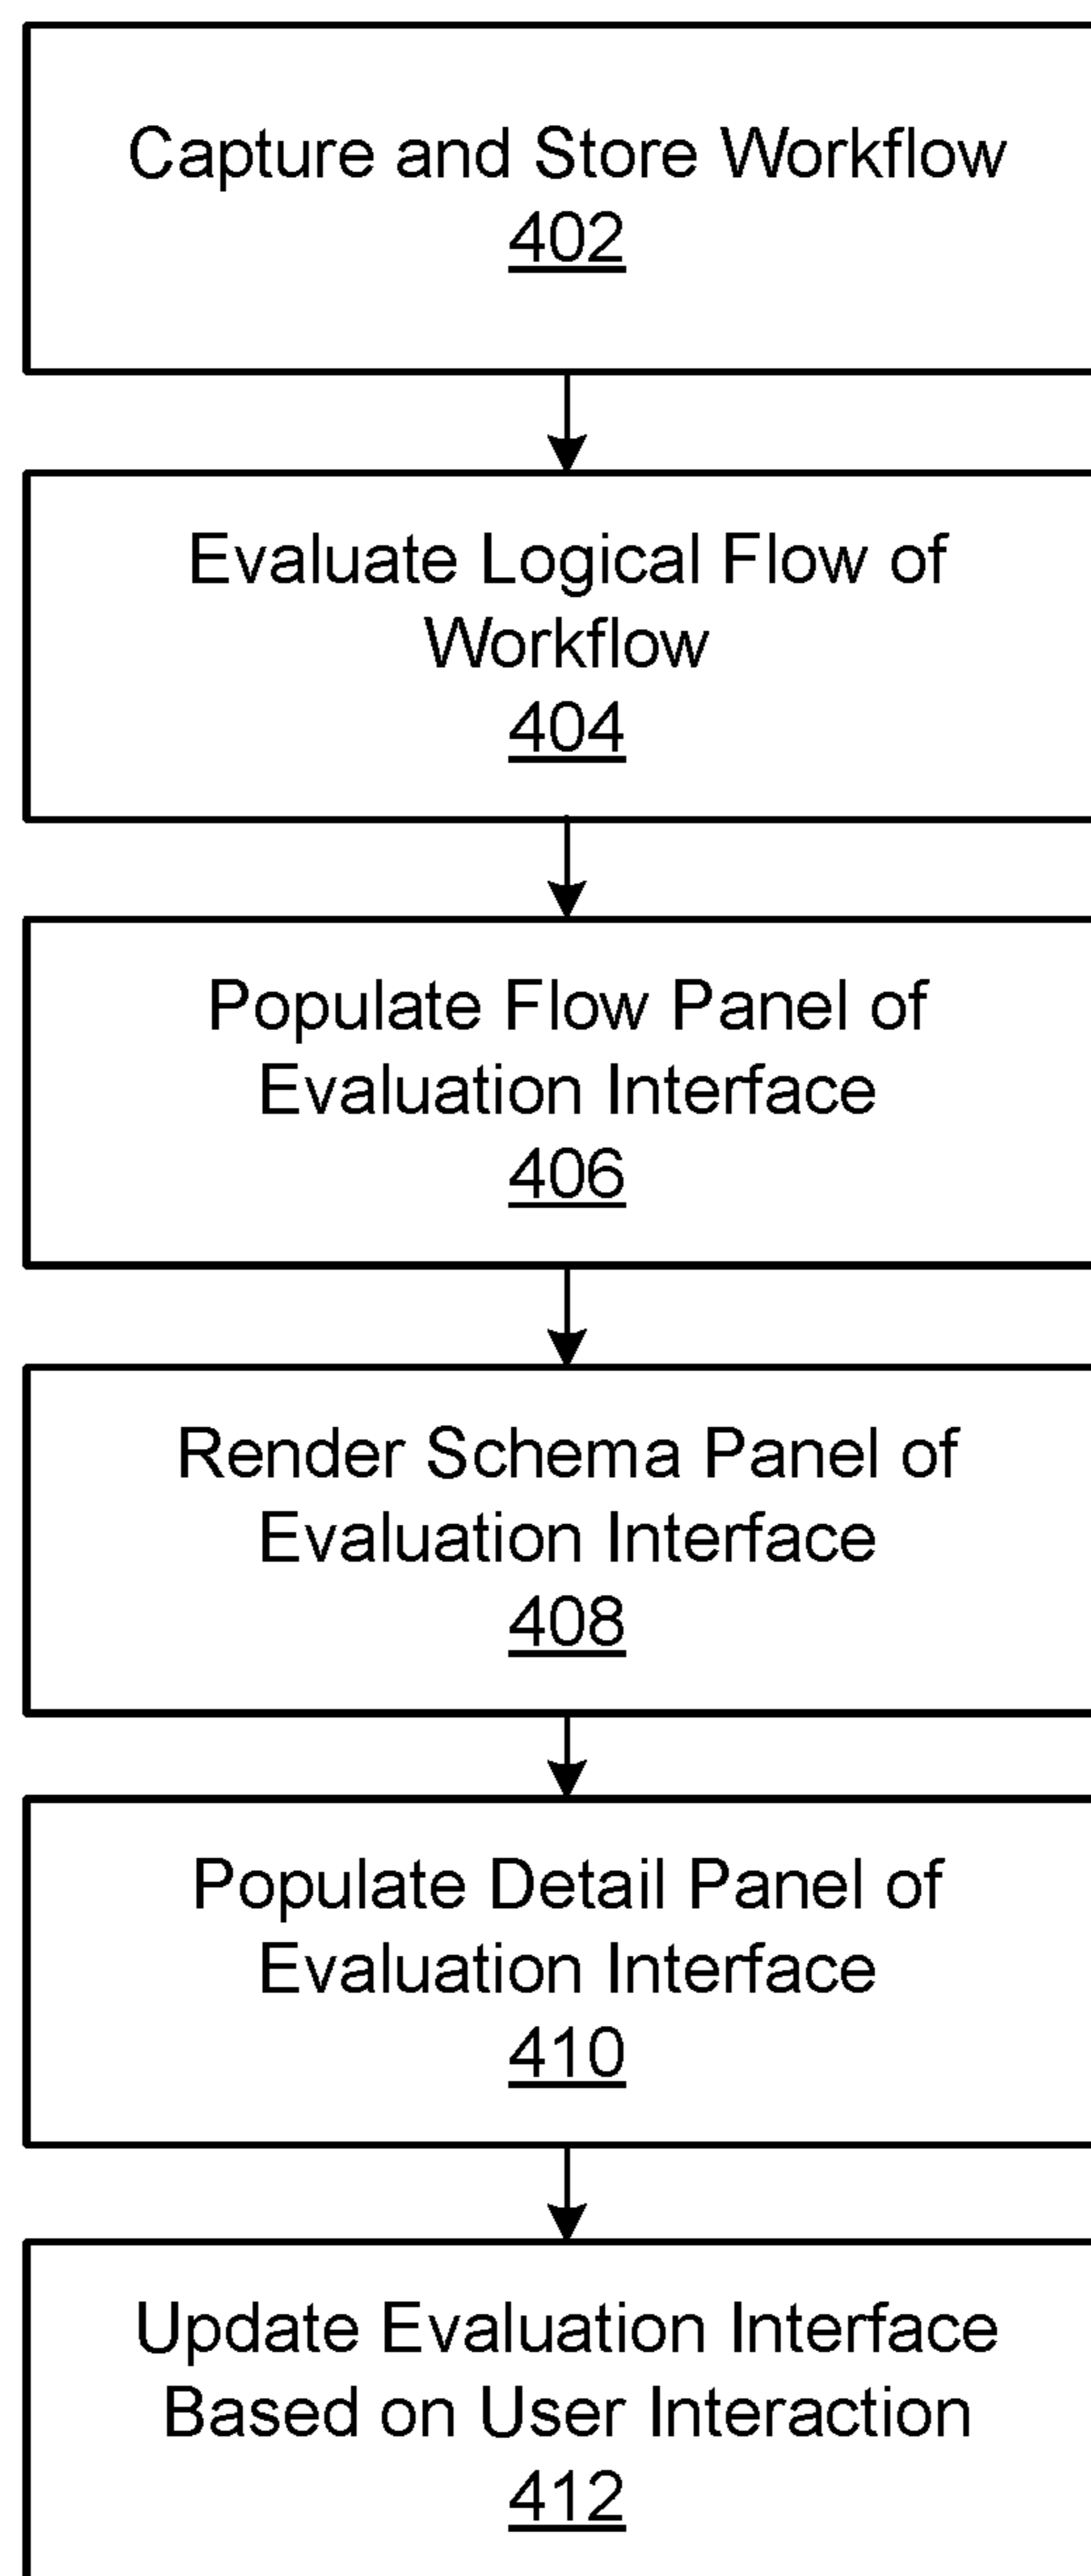 Capture and Store Workflow
402
Evaluate Logical Flow of
Workflow
404
Populate Flow Panel of
Evaluation Interface
406
Render Schema Panel of
Evaluation Interface
408
Populate Detail Panel of
Evaluation Interface
410
Update Evaluation Interface
Based on User Interaction
412